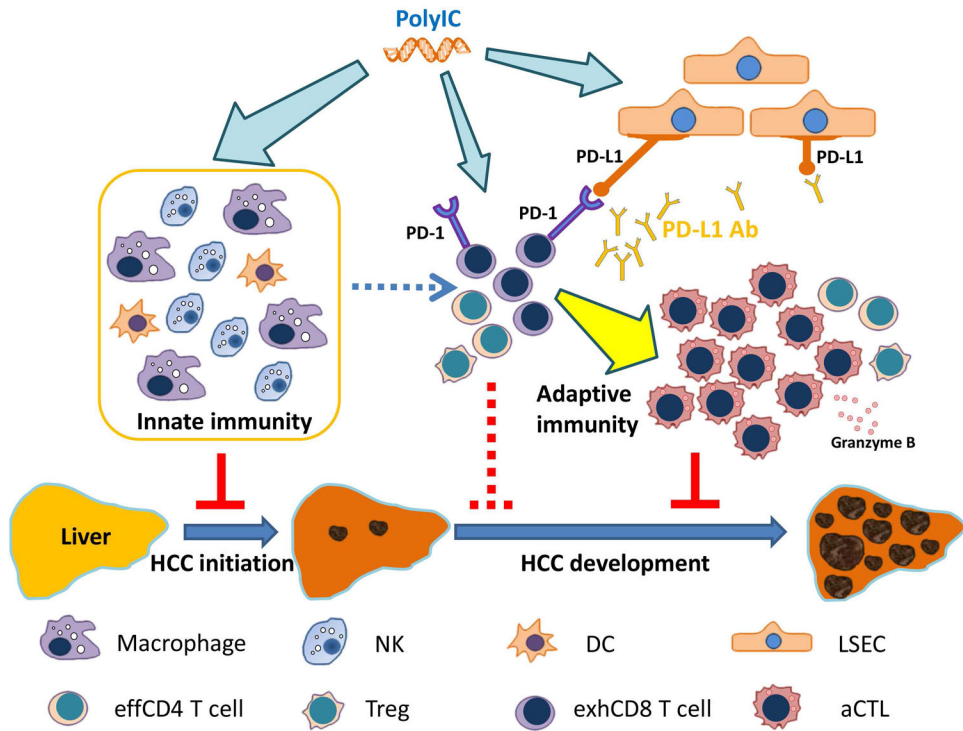 PolyIC
PD-L1
PD-L1
PD-1
PD-1
PD-L1 Ab
Innate immunity
Adaptive
immunity
Granzyme B
Liver
HCC initiation
HCC development
Macrophage
NK
DC
LSEC
effCD4 T cell
Treg
exhCD8 T cell
aCTL